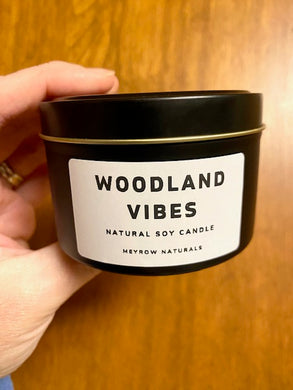 WOODLAND
VIBES
NATURAL SOY CANDLE
MEYROW NATURALS